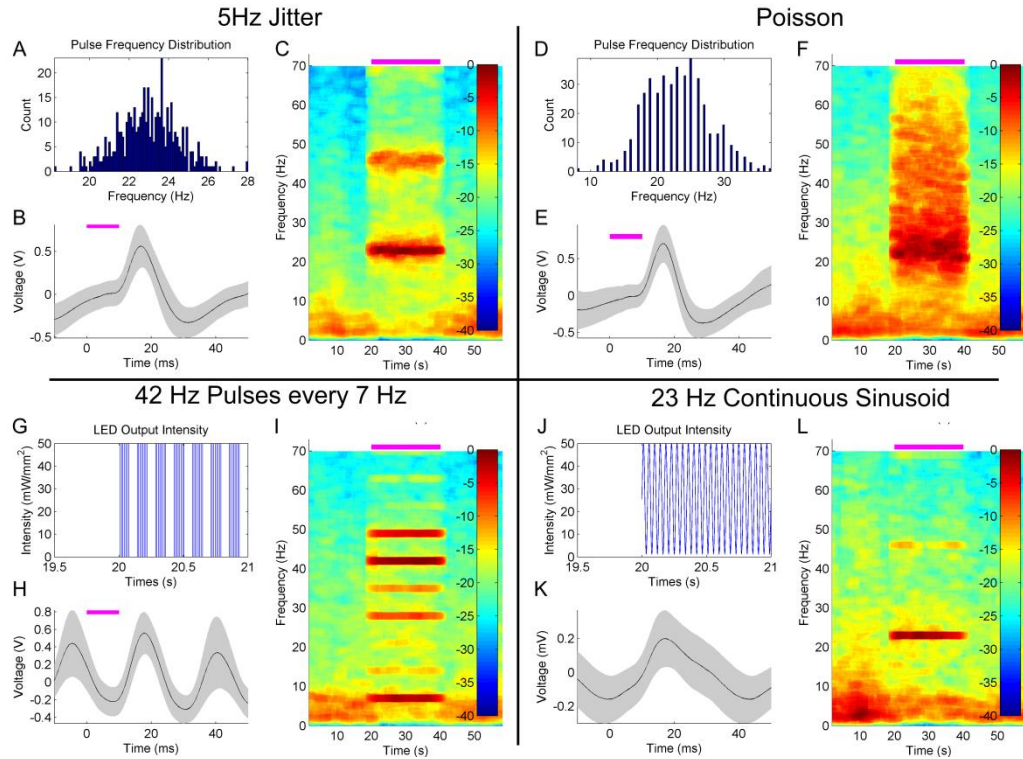 5Hz Jitter
Poisson
A
Pulse Frequency Distribution
20
15
10
5
0
Count
20 22 24 26 28
Frequency (Hz)
B
0.5
0
-0.5
Voltage (V)
0 20 40
Time (ms)
C
70
60
50
40
30
20
10
0
Frequency (Hz)
10 20 30 40 50
Time (s)
0
-5
-10
-15
-20
-25
-30
-35
-40
D
Pulse Frequency Distribution
30
20
10
0
Count
10 20 30
Frequency (Hz)
E
0.5
0
-0.5
Voltage (V)
0 20 40
Time (ms)
F
70
60
50
40
30
20
10
0
Frequency (Hz)
10 20 30 40 50
Time (s)
0
-5
-10
-15
-20
-25
-30
-35
-40
42 Hz Pulses every 7 Hz
23 Hz Continuous Sinusoid
G
LED Output Intensity
50
40
30
20
10
0
Intensity (mW/mm²)
19.5 20 20.5 21
Times (s)
H
0.8
0.4
0
-0.4
Voltage (V)
0 20 40
Time (ms)
I
70
60
50
40
30
20
10
0
Frequency (Hz)
10 20 30 40 50
Time (s)
0
-5
-10
-15
-20
-25
-30
-35
-40
J
LED Output Intensity
50
40
30
20
10
0
Intensity (mW/mm²)
19.5 20 20.5 21
Times (s)
K
0.2
0
-0.2
Voltage (mV)
0 20 40
Time (ms)
L
70
60
50
40
30
20
10
0
Frequency (Hz)
10 20 30 40 50
Time (s)
0
-5
-10
-15
-20
-25
-30
-35
-40